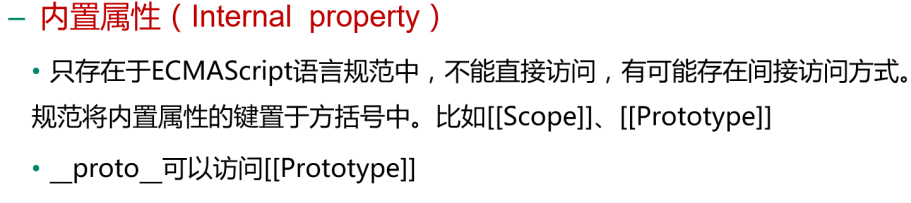 – 内置属性（Internal property）
• 只存在于ECMAScript语言规范中，不能直接访问，有可能存在间接访问方式。
规范将内置属性的键置于方括号中。比如[[Scope]]、[[Prototype]]
• __proto__可以访问[[Prototype]]